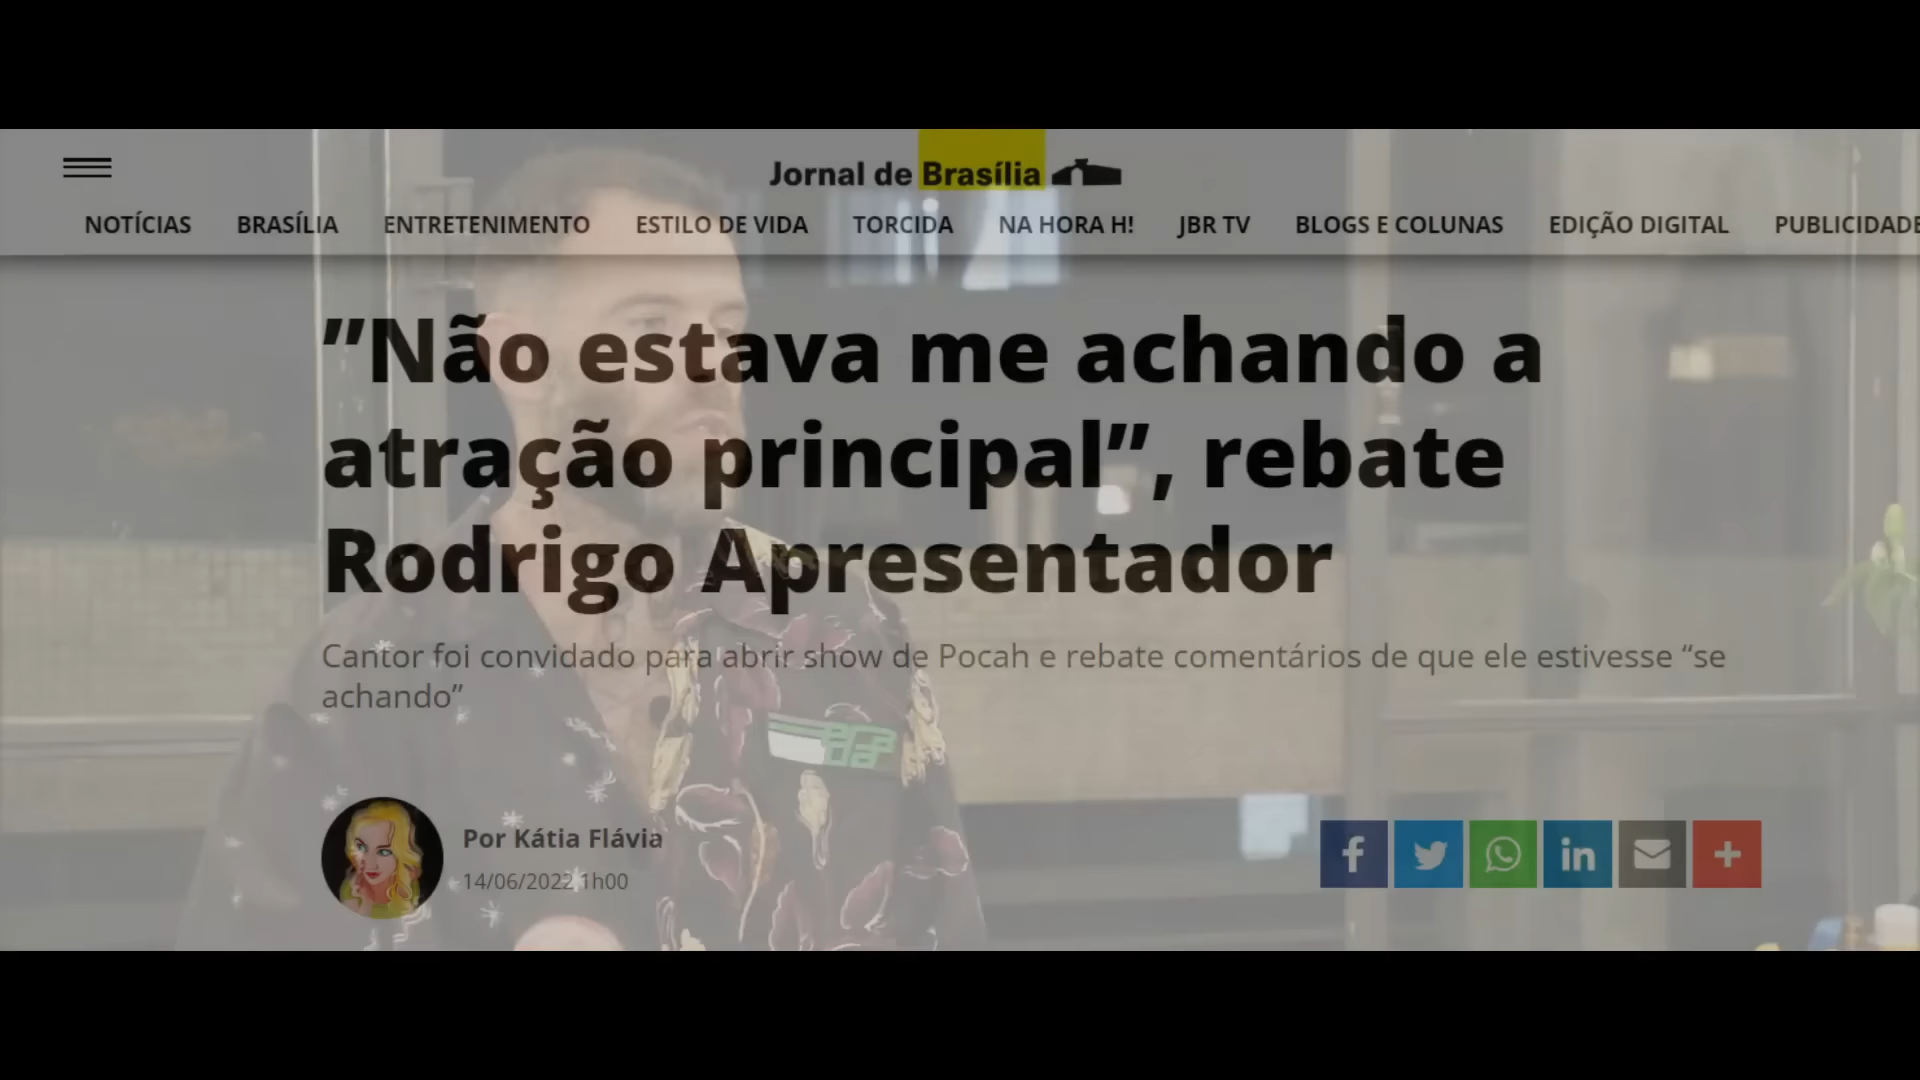 Jornal de Brasília
NOTÍCIAS BRASÍLIA ENTRETENIMENTO ESTILO DE VIDA TORCIDA NA HORA H! JBR TV BLOGS E COLUNAS EDIÇÃO DIGITAL PUBLICIDADE
”Não estava me achando a
atração principal”, rebate
Rodrigo Apresentador
Cantor foi convidado para abrir show de Pocah e rebate comentários de que ele estivesse “se
achando”
Por Kátia Flávia
14/06/2022 1h00